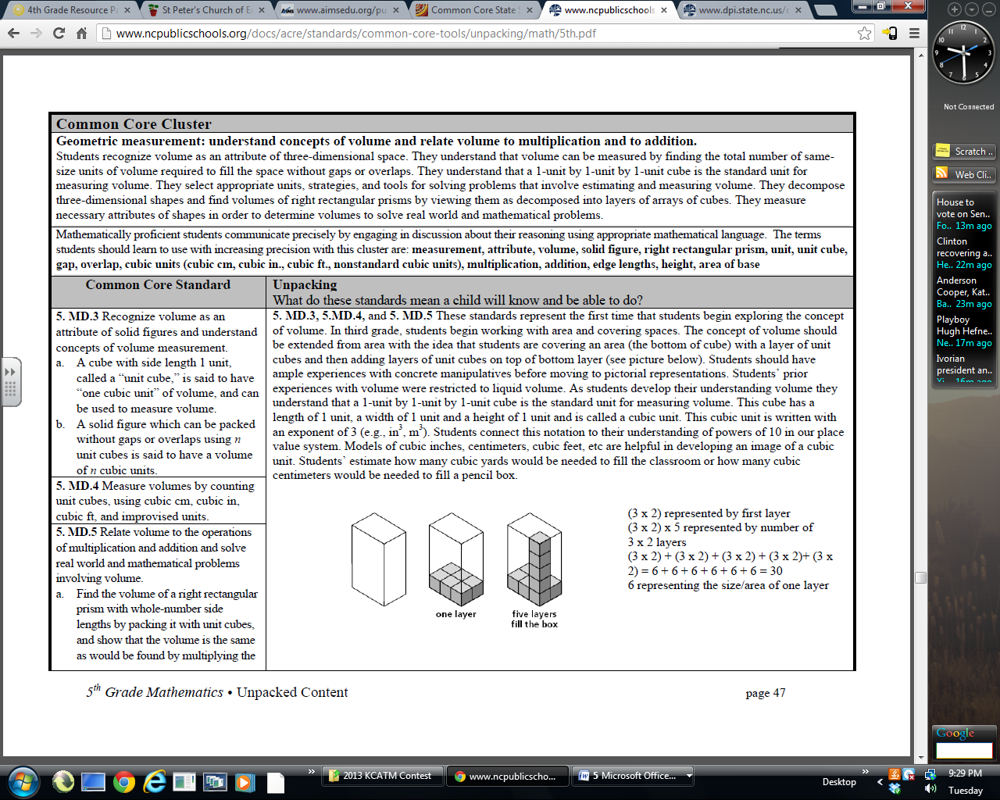 4th Grade Resource Pa
St Peter's Church of E
AIMS www.aimsedu.org/pu
Common Core State S
www.ncpublicschools
www.dpi.state.nc.us/
www.ncpublicschools.org/docs/acre/standards/common-core-tools/unpacking/math/5th.pdf
Common Core Cluster
Geometric measurement: understand concepts of volume and relate volume to multiplication and to addition.
Students recognize volume as an attribute of three-dimensional space. They understand that volume can be measured by finding the total number of same-
size units of volume required to fill the space without gaps or overlaps. They understand that a 1-unit by 1-unit by 1-unit cube is the standard unit for
measuring volume. They select appropriate units, strategies, and tools for solving problems that involve estimating and measuring volume. They decompose
three-dimensional shapes and find volumes of right rectangular prisms by viewing them as decomposed into layers of arrays of cubes. They measure
necessary attributes of shapes in order to determine volumes to solve real world and mathematical problems.
Mathematically proficient students communicate precisely by engaging in discussion about their reasoning using appropriate mathematical language. The terms
students should learn to use with increasing precision with this cluster are: measurement, attribute, volume, solid figure, right rectangular prism, unit, unit cube,
gap, overlap, cubic units (cubic cm, cubic in., cubic ft., nonstandard cubic units), multiplication, addition, edge lengths, height, area of base
Common Core Standard
5. MD.3 Recognize volume as an
attribute of solid figures and understand
concepts of volume measurement.
a. A cube with side length 1 unit,
called a “unit cube,” is said to have
“one cubic unit” of volume, and can
be used to measure volume.
b. A solid figure which can be packed
without gaps or overlaps using n
unit cubes is said to have a volume
of n cubic units.
5. MD.4 Measure volumes by counting
unit cubes, using cubic cm, cubic in,
cubic ft, and improvised units.
5. MD.5 Relate volume to the operations
of multiplication and addition and solve
real world and mathematical problems
involving volume.
a. Find the volume of a right rectangular
prism with whole-number side
lengths by packing it with unit cubes,
and show that the volume is the same
as would be found by multiplying the
Unpacking
What do these standards mean a child will know and be able to do?
5. MD.3, 5.MD.4, and 5. MD.5 These standards represent the first time that students begin exploring the concept
of volume. In third grade, students begin working with area and covering spaces. The concept of volume should
be extended from area with the idea that students are covering an area (the bottom of cube) with a layer of unit
cubes and then adding layers of unit cubes on top of bottom layer (see picture below). Students should have
ample experiences with concrete manipulatives before moving to pictorial representations. Students’ prior
experiences with volume were restricted to liquid volume. As students develop their understanding volume they
understand that a 1-unit by 1-unit by 1-unit cube is the standard unit for measuring volume. This cube has a
length of 1 unit, a width of 1 unit and a height of 1 unit and is called a cubic unit. This cubic unit is written with
an exponent of 3 (e.g., in³, m³). Students connect this notation to their understanding of powers of 10 in our place
value system. Models of cubic inches, centimeters, cubic feet, etc are helpful in developing an image of a cubic
unit. Students’ estimate how many cubic yards would be needed to fill the classroom or how many cubic
centimeters would be needed to fill a pencil box.
one layer
five layers
fill the box
(3 x 2) represented by first layer
(3 x 2) x 5 represented by number of
3 x 2 layers
(3 x 2) + (3 x 2) + (3 x 2) + (3 x 2)+ (3 x
2) = 6 + 6 + 6 + 6 + 6 + 6 = 30
6 representing the size/area of one layer
5th Grade Mathematics • Unpacked Content
page 47
12
1
2
3
4
5
6
7
8
9
10
11
Not Connected
Scratch ..
Web Cli..
House to
vote on Sen..
Fo.. 13m ago
Clinton
recovering a..
He.. 22m ago
Anderson
Cooper, Kat..
Ba.. 23m ago
Playboy
Hugh Hefne..
Ne.. 17m ago
Ivorian
president an..
Google
2013 KCATM Contest
www.ncpublicscho...
5 Microsoft Office...
Desktop
9:29 PM
Tuesday